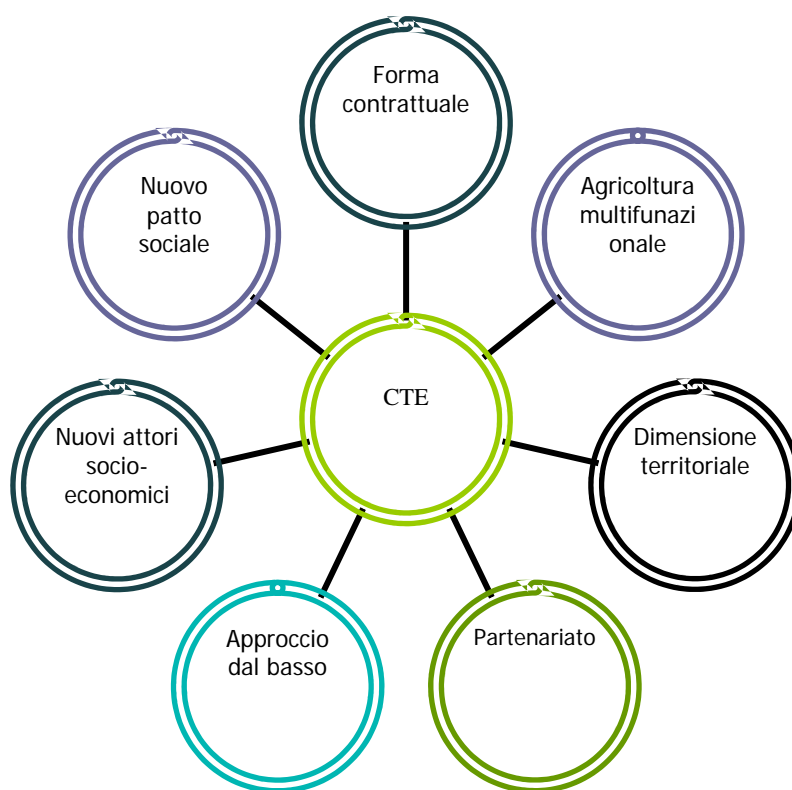 Forma
contrattuale
Nuovo
patto
sociale
Agricoltura
multifunazi
onale
CTE
Nuovi attori
socio-
economici
Dimensione
territoriale
Approccio
dal basso
Partenariato